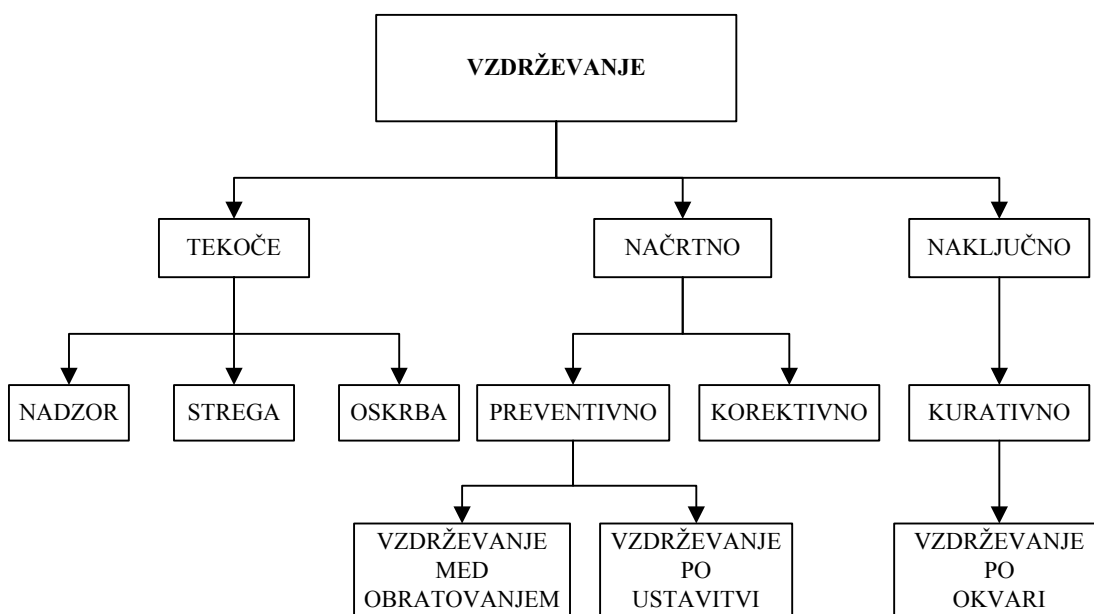 VZDRŽEVANJE
TEKOČE
NAČRTNO
NAKLJUČNO
NADZOR
STREGA
OSKRBA
PREVENTIVNO
KOREKTIVNO
KURATIVNO
VZDRŽEVANJE
MED
OBRATOVANJEM
VZDRŽEVANJE
PO
USTAVITVI
VZDRŽEVANJE
PO
OKVARI